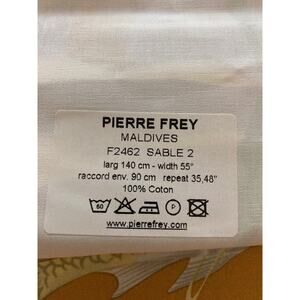 PIERRE FREY
MALDIVES
F2462 SABLE 2
larg 140 cm - width 55"
raccord env. 90 cm repeat 35,48"
100% Coton
60 P
www.pierrefrey.com